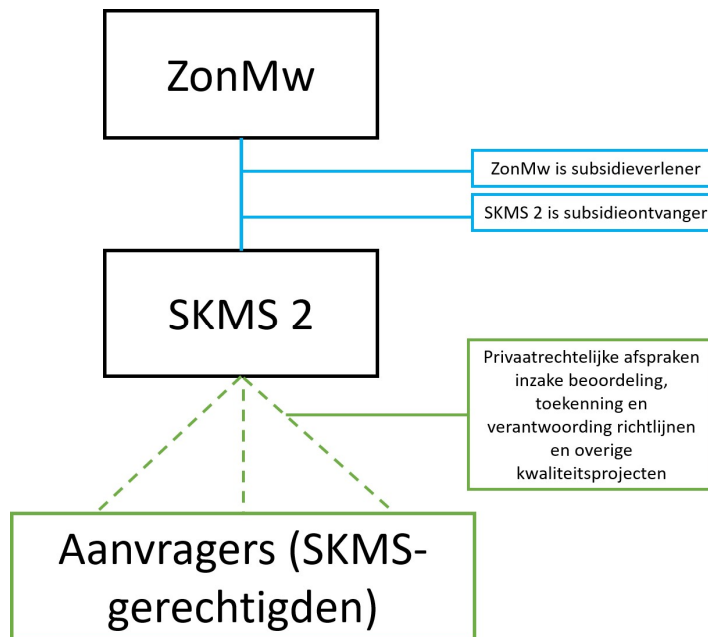 ZonMw
ZonMw is subsidieverlener
SKMS 2 is subsidieontvanger
SKMS 2
Privaatrechtelijke afspraken
inzake beoordeling,
toekenning en
verantwoording richtlijnen
en overige
kwaliteitsprojecten
Aanvragers (SKMS-
gerechtigden)